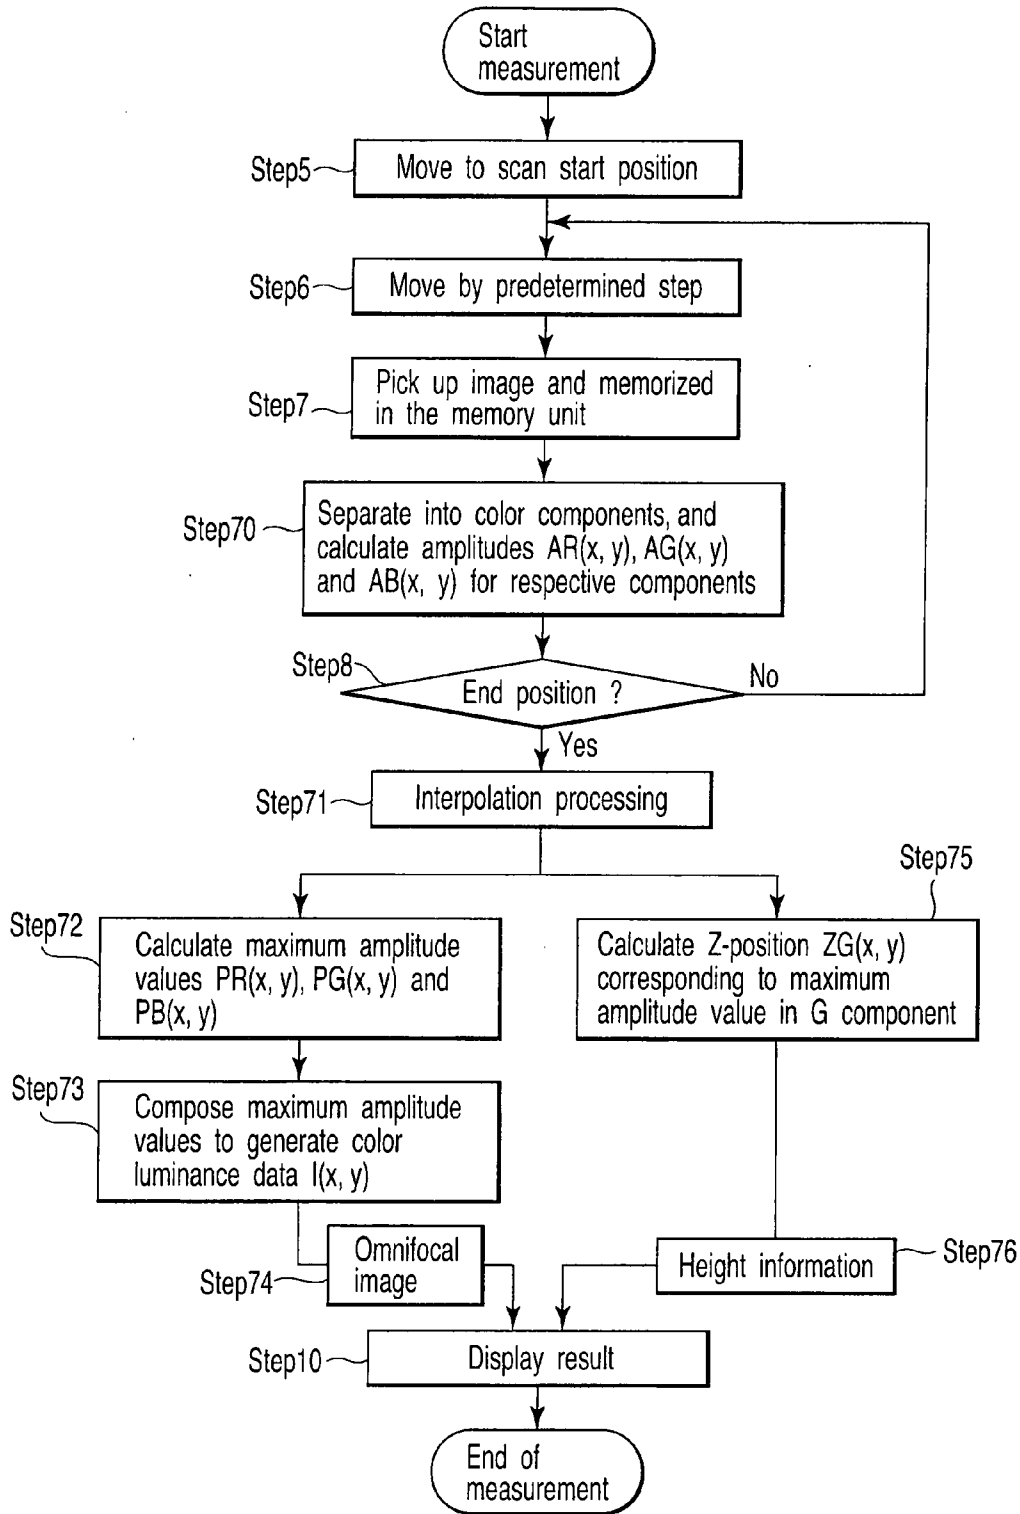 Start
measurement
Step5
Move to scan start position
Step6
Move by predetermined step
Step7
Pick up image and memorized
in the memory unit
Step70
Separate into color components, and
calculate amplitudes AR(x, y), AG(x, y)
and AB(x, y) for respective components
Step8
End position ?
No
Yes
Step71
Interpolation processing
Step72
Calculate maximum amplitude
values PR(x, y), PG(x, y) and
PB(x, y)
Step75
Calculate Z-position ZG(x, y)
corresponding to maximum
amplitude value in G component
Step73
Compose maximum amplitude
values to generate color
luminance data I(x, y)
Step74
Omnifocal
image
Height information
Step76
Step10
Display result
End of
measurement